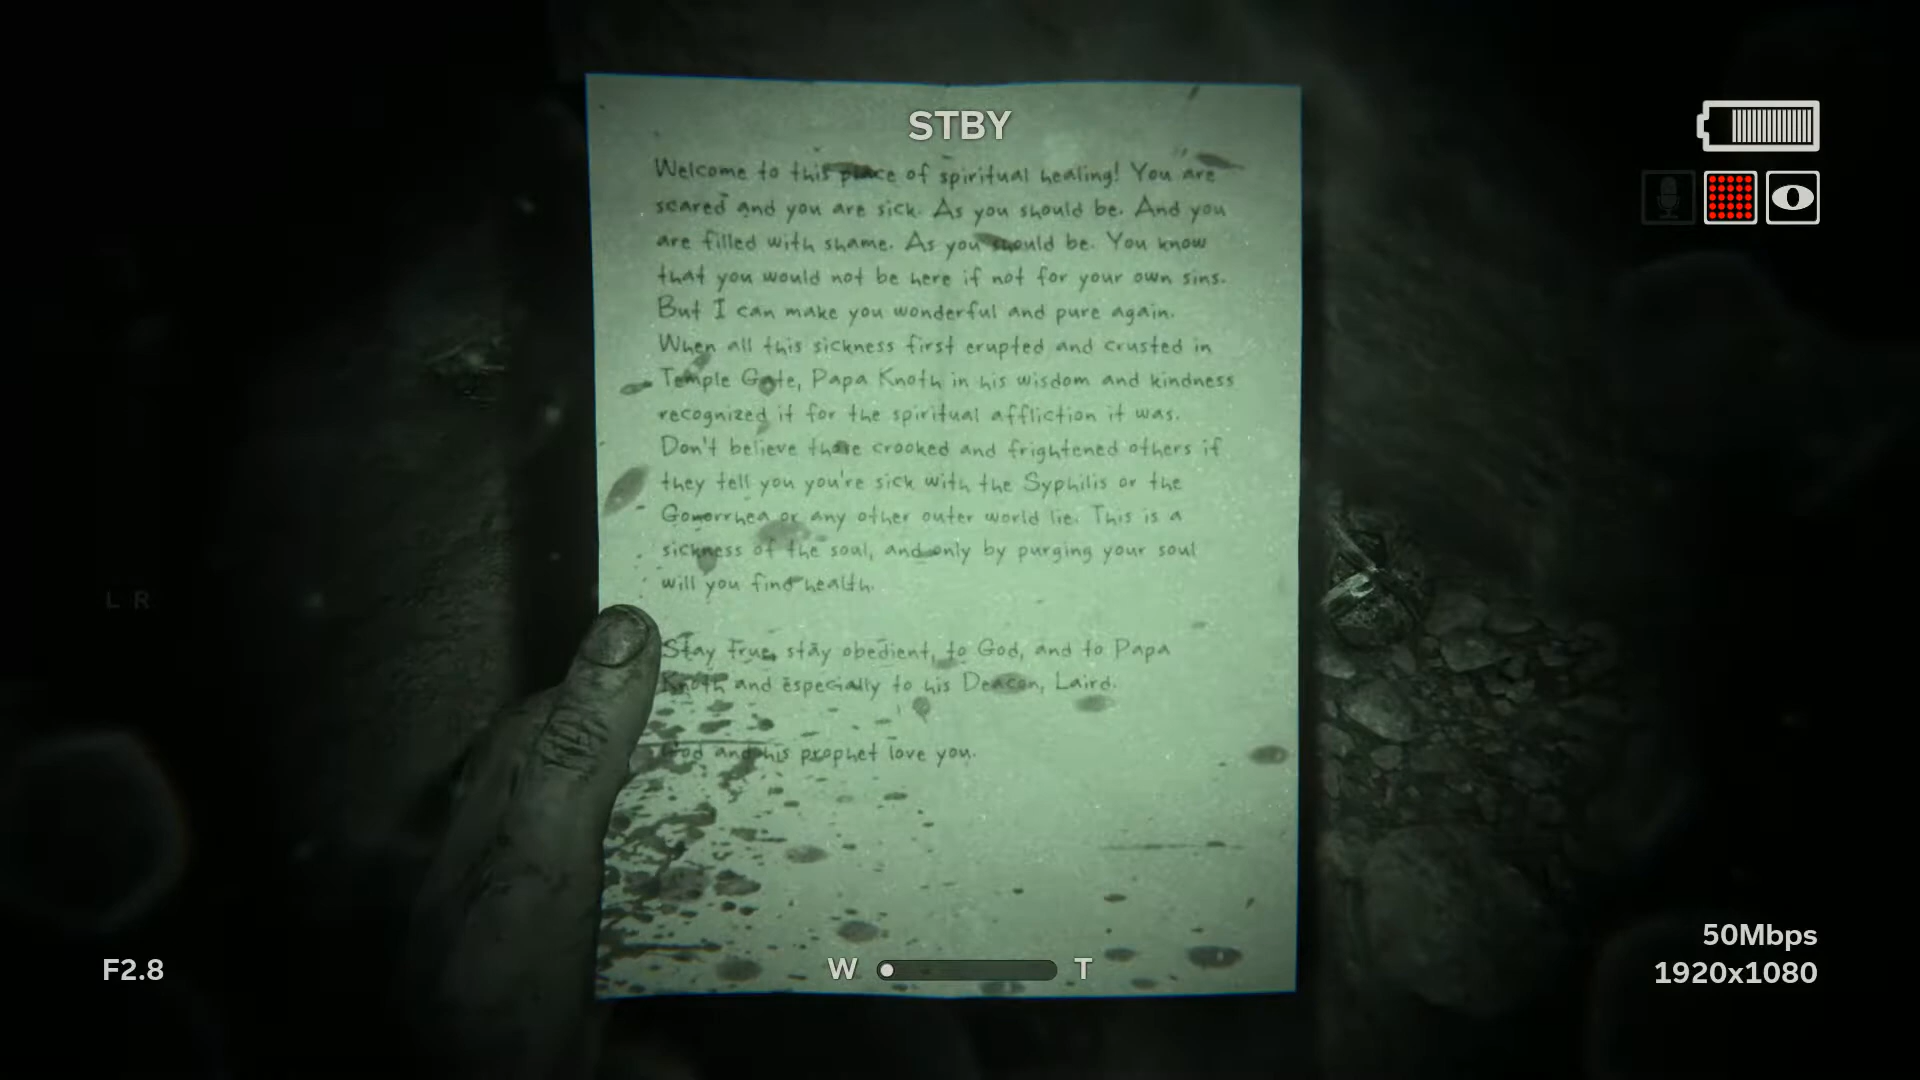 STBY
Welcome to this place of spiritual healing! You are
scared and you are sick. As you should be. And you
are filled with shame. As you should be. You know
that you would not be here if not for your own sins.
But I can make you wonderful and pure again.
When all this sickness first erupted and crusted in
Temple Gate, Papa Knoth in his wisdom and kindness
recognized it for the spiritual affliction it was.
Don't believe those crooked and frightened others if
they tell you you're sick with the Syphilis or the
Gonorrhea or any other outer world lie. This is a
sickness of the soul, and only by purging your soul
will you find health.
L R
Stay true, stay obedient, to God, and to Papa
Knoth and especially to his Deacon, Laird.
God and his prophet love you.
50Mbps
F2.8
W T
1920x1080